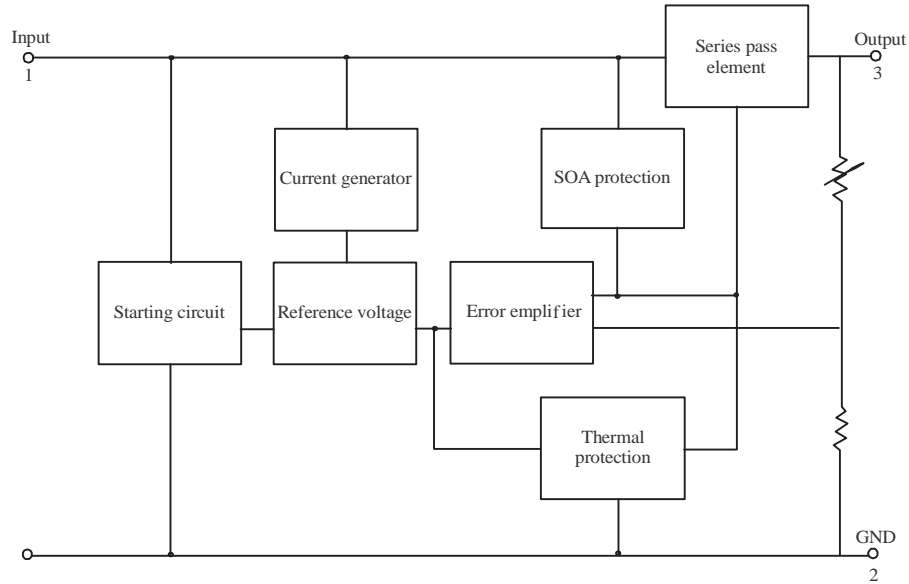 Input
1
Series pass
element
Output
3
Current generator
SOA protection
Starting circuit
Reference voltage
Error emplifier
Thermal
protection
GND
2